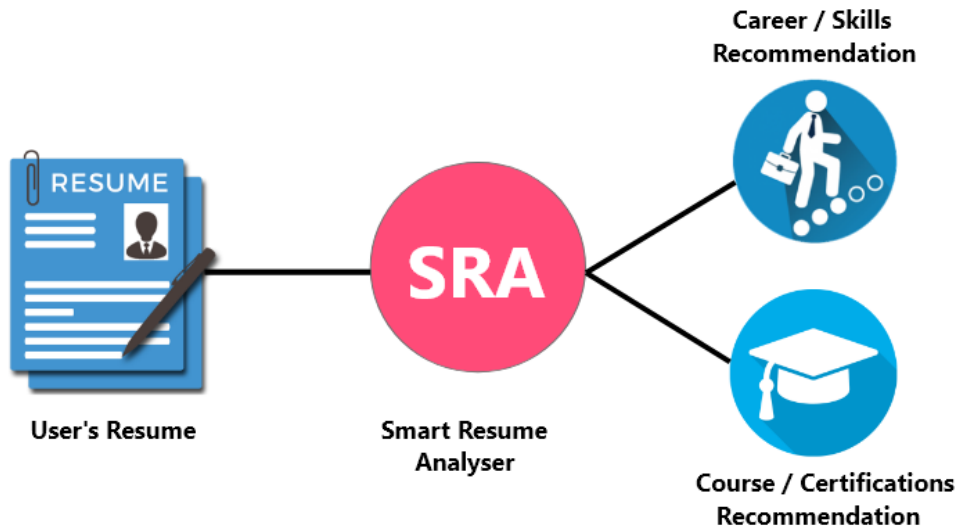 Career / Skills
Recommendation
RESUME
SRA
User's Resume
Smart Resume
Analyser
Course / Certifications
Recommendation